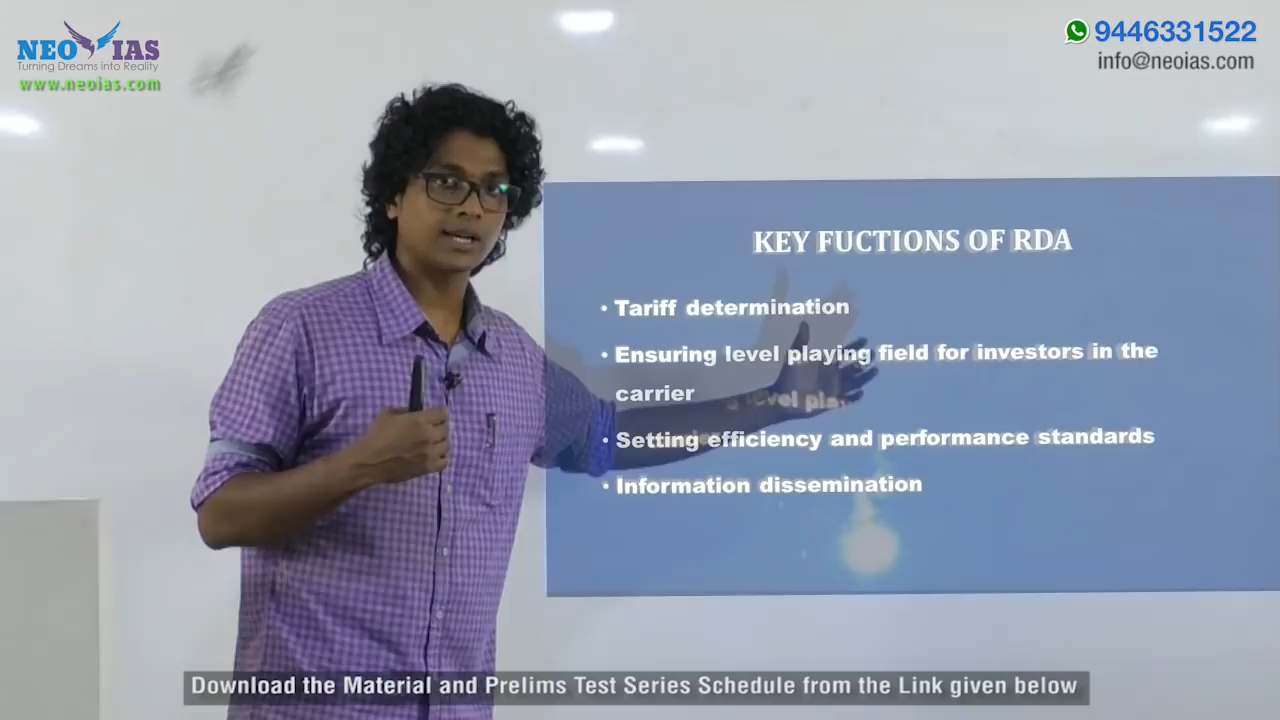 NEO IAS
Turning Dreams into Reality
www.neoias.com
9446331522
info@neoias.com
KEY FUCTIONS OF RDA
• Tariff determination
• Ensuring level playing field for investors in the
carrier
• Setting efficiency and performance standards
• Information dissemination
Download the Material and Prelims Test Series Schedule from the Link given below